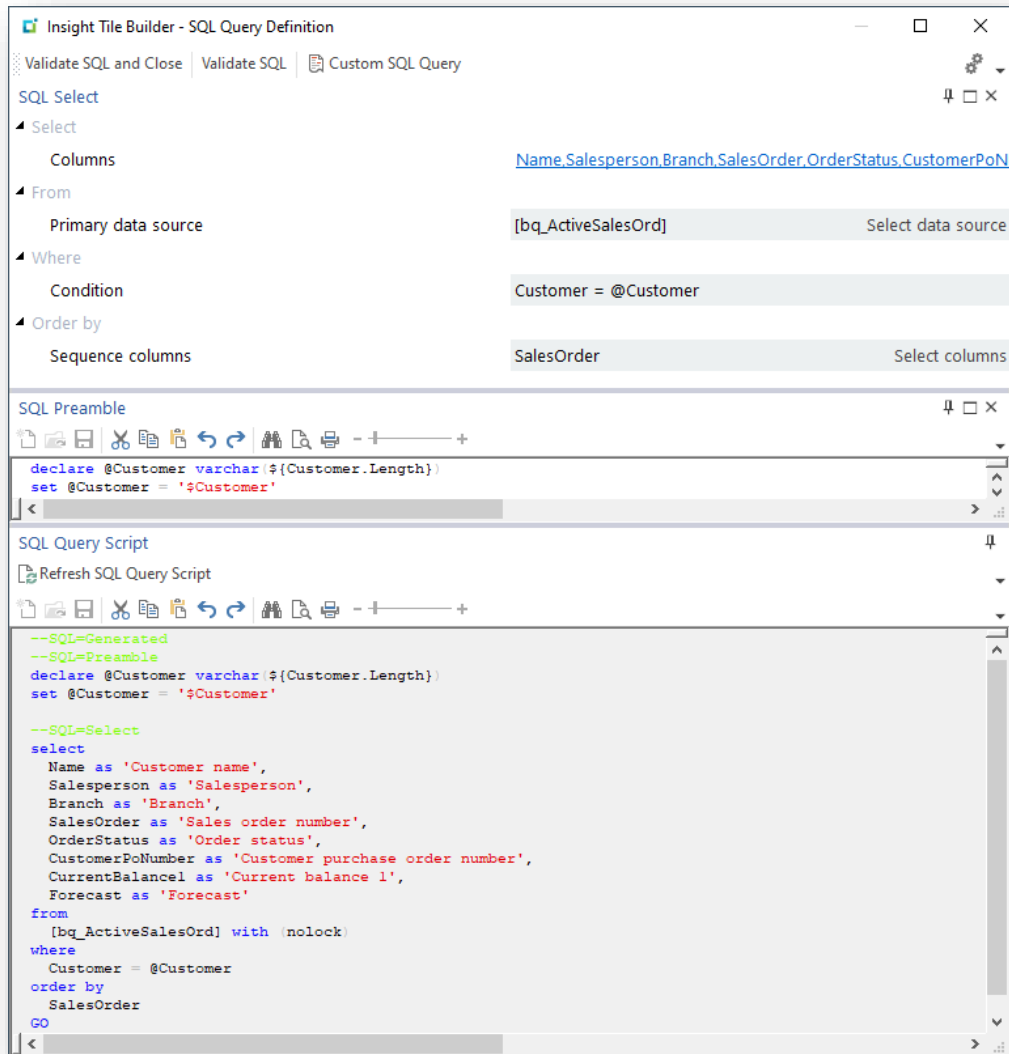 Insight Tile Builder - SQL Query Definition
Validate SQL and Close Validate SQL Custom SQL Query
SQL Select
Select
Columns Name,Salesperson,Branch,SalesOrder,OrderStatus,CustomerPoN
From
Primary data source [bq_ActiveSalesOrd] Select data source
Where
Condition Customer = @Customer
Order by
Sequence columns SalesOrder Select columns
SQL Preamble
declare @Customer varchar(${Customer.Length})
set @Customer = '$Customer'
SQL Query Script
Refresh SQL Query Script
--SQL=Generated
--SQL=Preamble
declare @Customer varchar(${Customer.Length})
set @Customer = '$Customer'
--SQL=Select
select
Name as 'Customer name',
Salesperson as 'Salesperson',
Branch as 'Branch',
SalesOrder as 'Sales order number',
OrderStatus as 'Order status',
CustomerPoNumber as 'Customer purchase order number',
CurrentBalance1 as 'Current balance 1',
Forecast as 'Forecast'
from
[bq_ActiveSalesOrd] with (nolock)
where
Customer = @Customer
order by
SalesOrder
GO